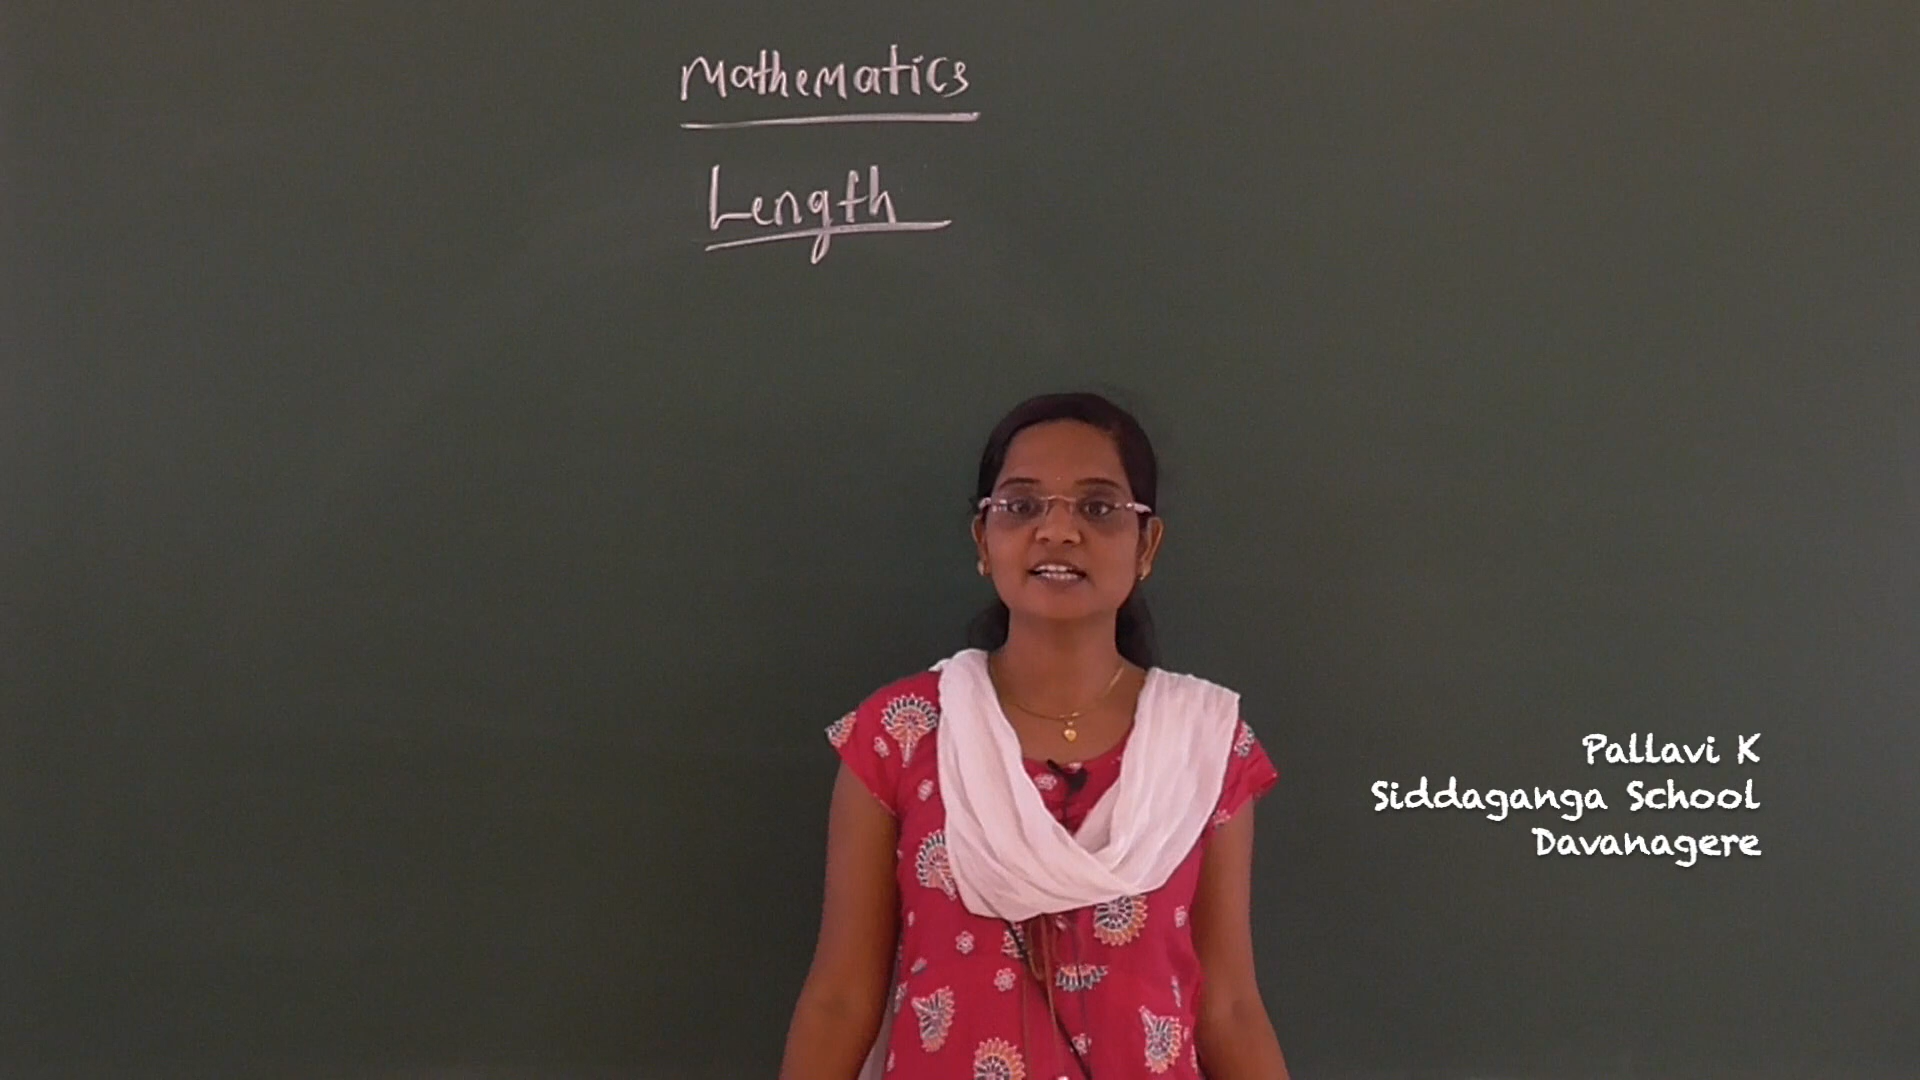 Mathematics
Length
Pallavi K
Siddaganga School
Davanagere